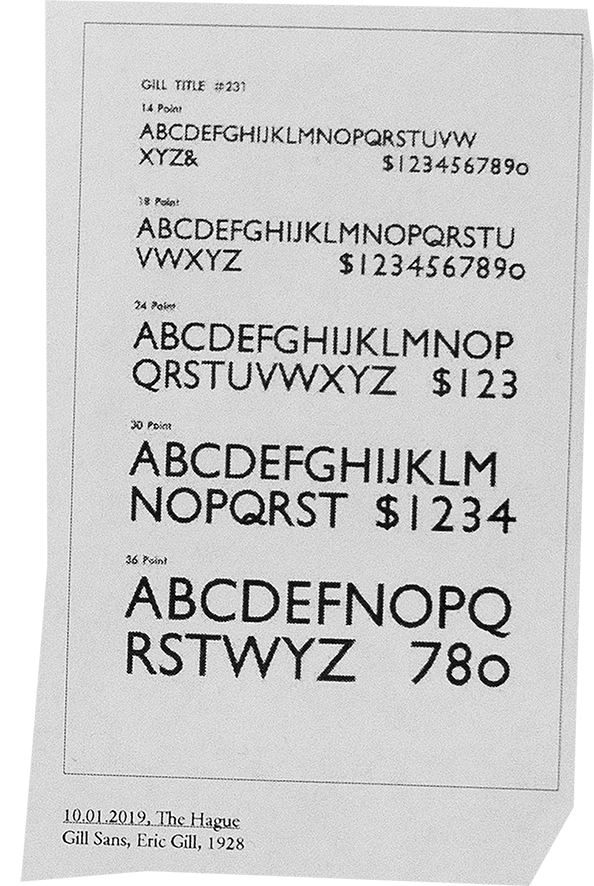 GILL TITLE #231
14 Point
ABCDEFGHIJKLMNOPQRSTUVW
XYZ& $1234567890
18 Point
ABCDEFGHIJKLMNOPQRSTU
VWXYZ $1234567890
24 Point
ABCDEFGHIJKLMNOP
QRSTUVWXYZ $123
30 Point
ABCDEFGHIJKLM
NOPQRST $1234
36 Point
ABCDEFNOPQ
RSTWYZ 780
10.01.2019, The Hague
Gill Sans, Eric Gill, 1928